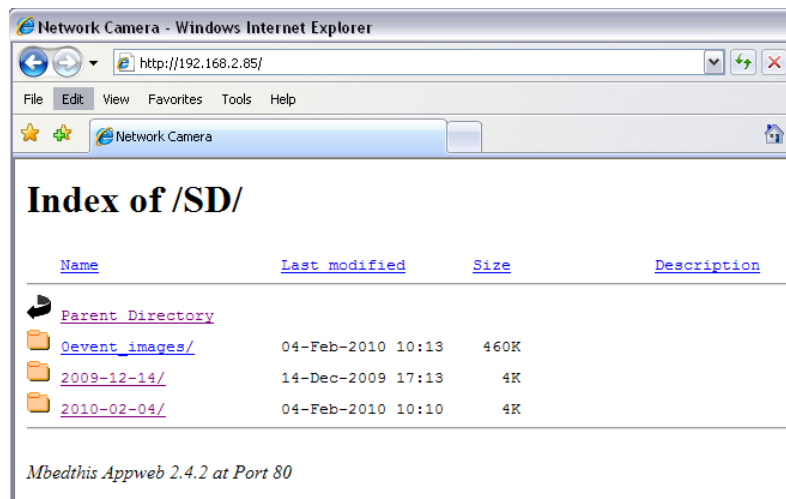 Network Camera - Windows Internet Explorer
http://192.168.2.85/
File Edit View Favorites Tools Help
Network Camera
Index of /SD/
Name Last modified Size Description
Parent Directory
0event_images/ 04-Feb-2010 10:13 460K
2009-12-14/ 14-Dec-2009 17:13 4K
2010-02-04/ 04-Feb-2010 10:10 4K
Mbedthis Appweb 2.4.2 at Port 80